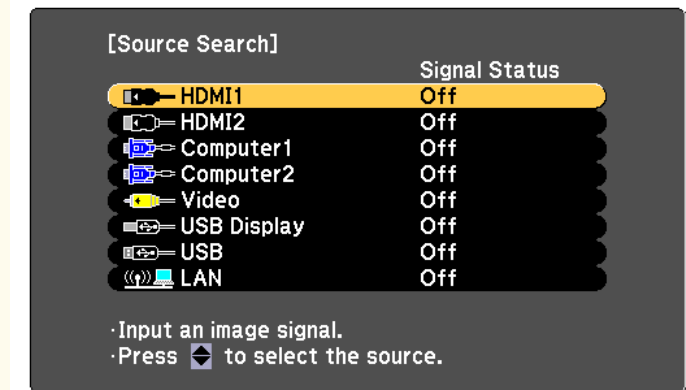 [Source Search]
Signal Status
HDMI1 Off
HDMI2 Off
Computer1 Off
Computer2 Off
Video Off
USB Display Off
USB Off
LAN Off
·Input an image signal.
·Press to select the source.